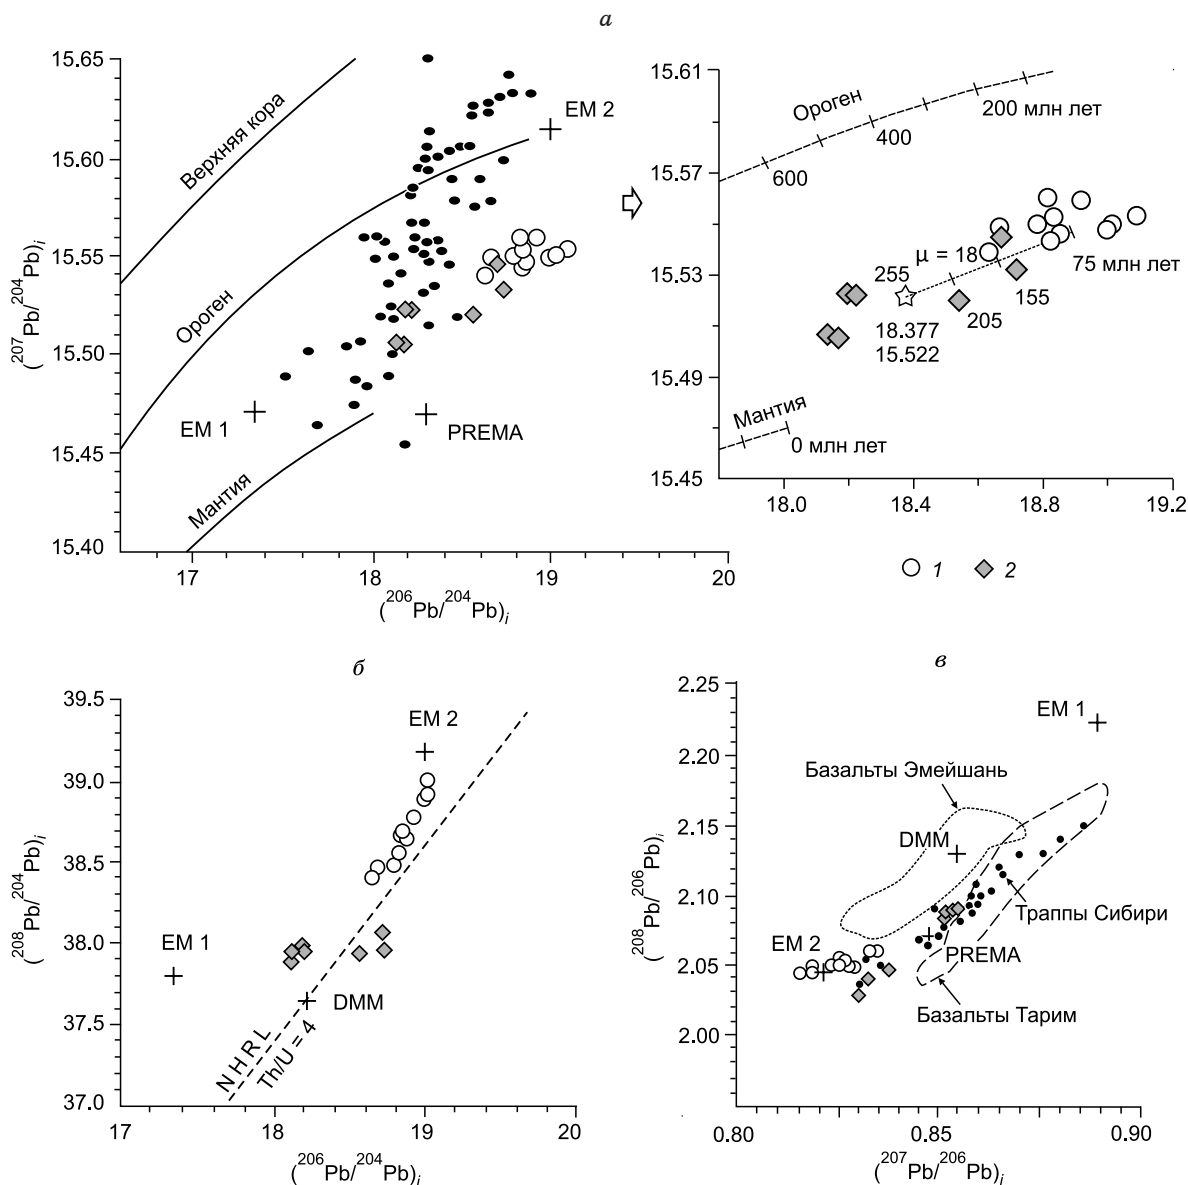 а
15.65
15.60
15.55
15.50
15.45
15.40
17
18
19
20
(207Pb/204Pb)i
(206Pb/204Pb)i
Верхняя кора
Ороген
Мантия
EM 1
EM 2
PREMA
15.61
15.57
15.53
15.49
15.45
18.0
18.4
18.8
19.2
Ороген
200 млн лет
400
600
μ = 18
255
75 млн лет
155
205
18.377
15.522
Мантия
0 млн лет
1
2
б
39.5
39.0
38.5
38.0
37.5
37.0
17
18
19
20
(208Pb/204Pb)i
(206Pb/204Pb)i
EM 2
EM 1
DMM
N H R L
Th/U = 4
в
2.25
2.20
2.15
2.10
2.05
2.00
0.80
0.85
0.90
(208Pb/206Pb)i
(207Pb/206Pb)i
EM 1
Базальты Эмейшань
DMM
Траппы Сибири
EM 2
PREMA
Базальты Тарим